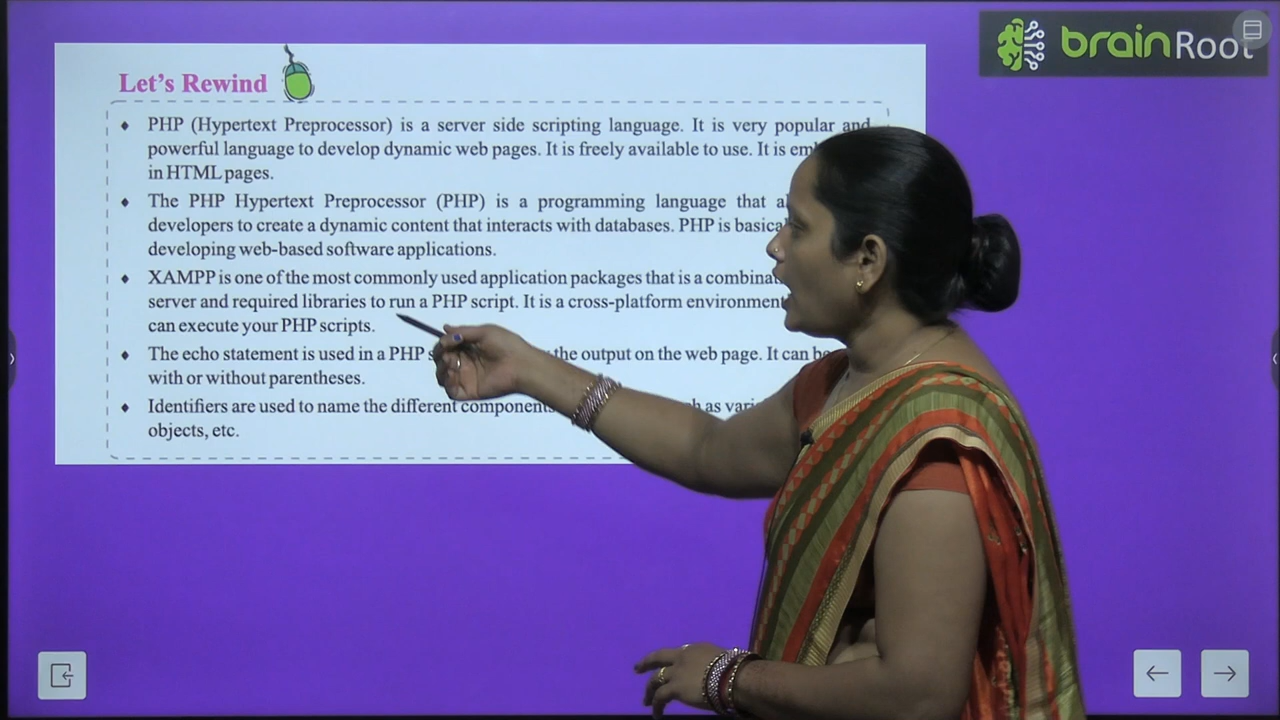 brainRoot
Let's Rewind
♦ PHP (Hypertext Preprocessor) is a server side scripting language. It is very popular and
powerful language to develop dynamic web pages. It is freely available to use. It is
in HTML pages.
♦ The PHP Hypertext Preprocessor (PHP) is a programming language that
developers to create a dynamic content that interacts with databases. PHP is
developing web-based software applications.
♦ XAMPP is one of the most commonly used application packages that is a
server and required libraries to run a PHP script. It is a cross-platform environment
can execute your PHP scripts.
♦ The echo statement is used in a PHP the output on the web page. It can be
with or without parentheses.
♦ Identifiers are used to name the different components as
objects, etc.